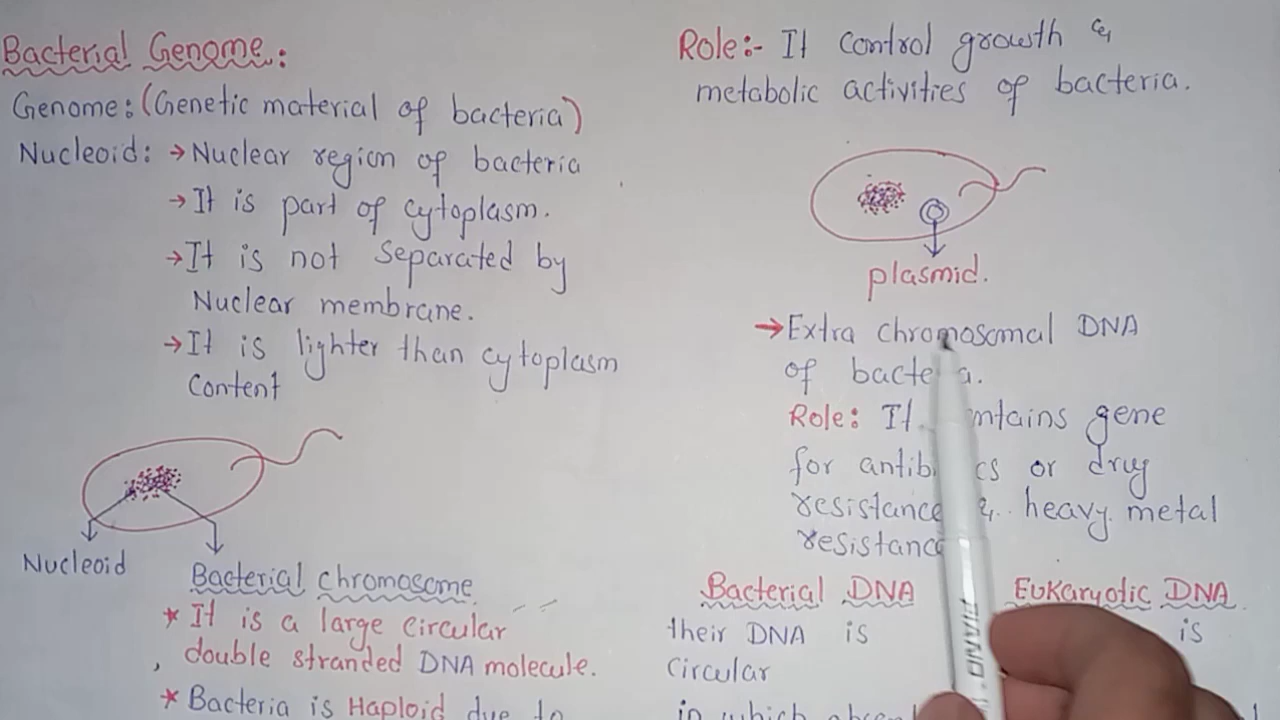 Bacterial Genome:
Genome: (Genetic material of bacteria)
Nucleoid: → Nuclear region of bacteria
→ It is part of cytoplasm.
→ It is not separated by
Nuclear membrane.
→ It is lighter than cytoplasm
Content
Nucleoid
Bacterial chromosome
* It is a large circular
double stranded DNA molecule.
* Bacteria is Haploid due to
Role:- It control growth &
metabolic activities of bacteria.
plasmid.
→ Extra chromosomal DNA
of
Role: It gene
for or drug
resistance & heavy metal
Bacterial DNA
their DNA is
Circular
in which
Eukaryotic DNA
is